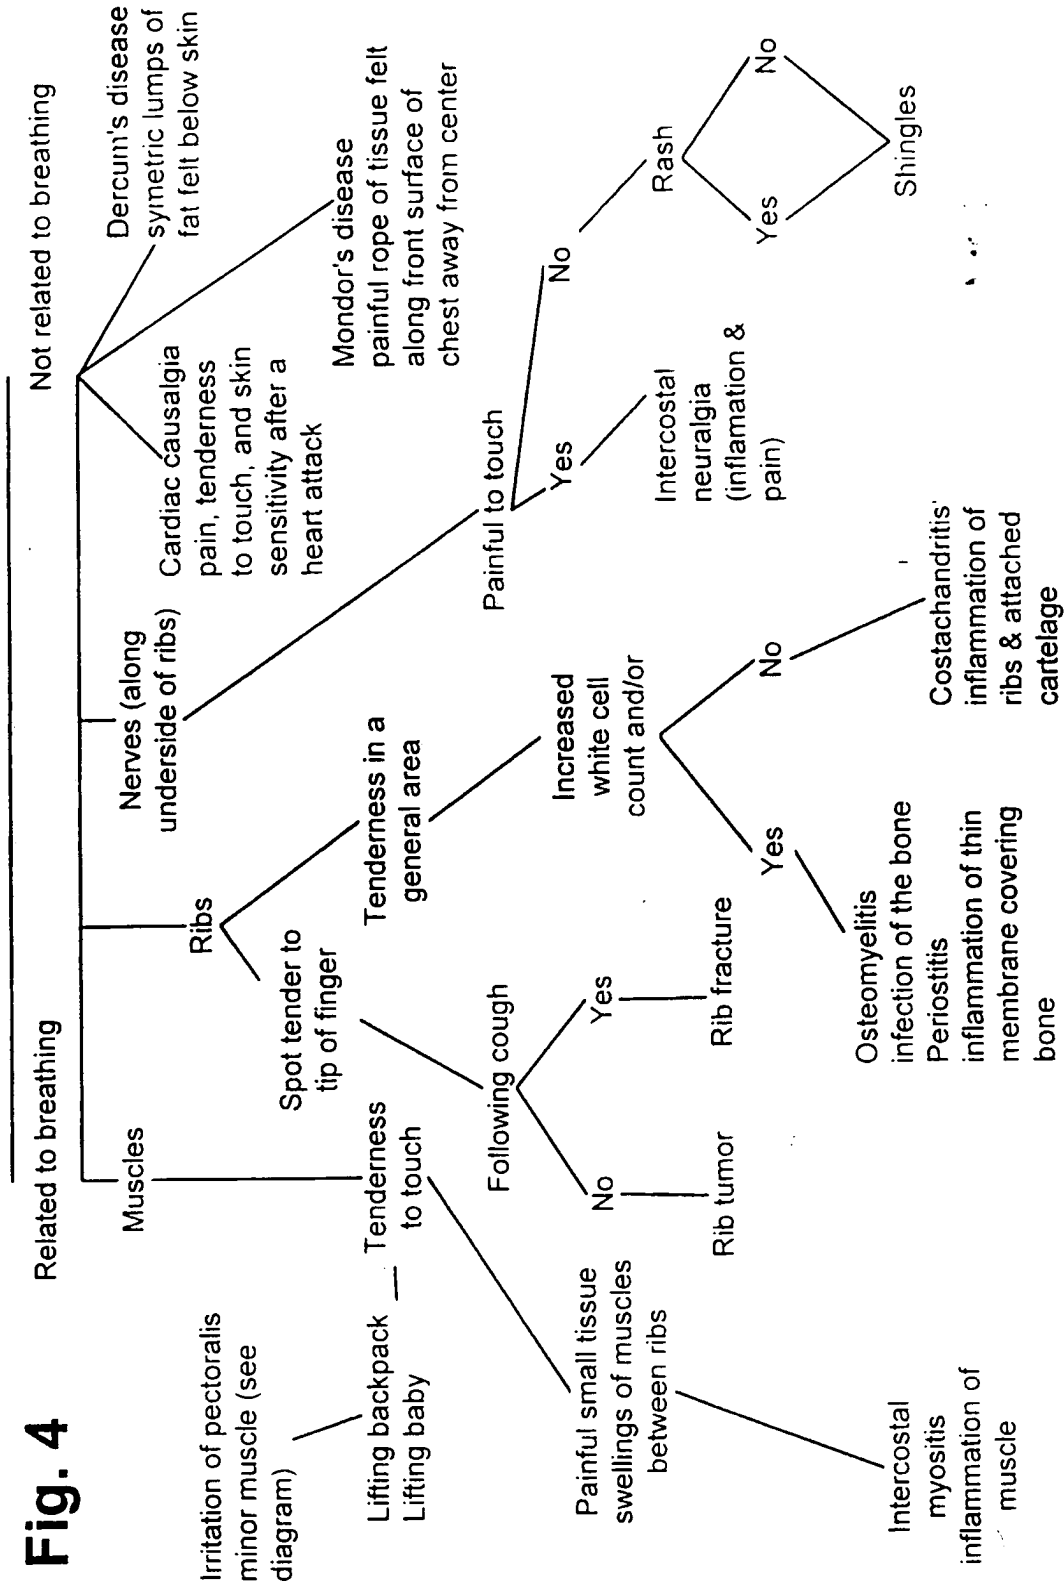 Fig. 4
Related to breathing
Not related to breathing
Muscles
Ribs
Nerves (along
underside of ribs)
Cardiac causalgia
pain, tenderness
to touch, and skin
sensitivity after a
heart attack
Dercum's disease
symetric lumps of
fat felt below skin
Mondor's disease
painful rope of tissue felt
along front surface of
chest away from center
Irritation of pectoralis
minor muscle (see
diagram)
Lifting backpack
Lifting baby
Tenderness
to touch
Painful small tissue
swellings of muscles
between ribs
Intercostal
myositis
inflammation of
muscle
Spot tender to
tip of finger
Following cough
No
Yes
Rib tumor
Rib fracture
Tenderness in a
general area
Increased
white cell
count and/or
Yes
No
Osteomyelitis
infection of the bone
Periostitis
inflammation of thin
membrane covering
bone
Costachandritis'
inflammation of
ribs & attached
cartelage
Painful to touch
Yes
No
Intercostal
neuralgia
(inflamation &
pain)
Rash
Yes
No
Shingles